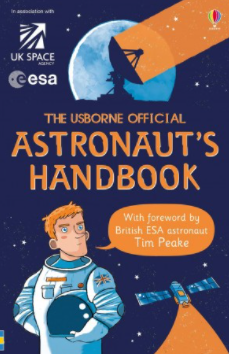 In association with
UK SPACE
AGENCY
esa
THE USBORNE OFFICIAL
ASTRONAUT'S
HANDBOOK
With foreword by
British ESA astronaut
Tim Peake